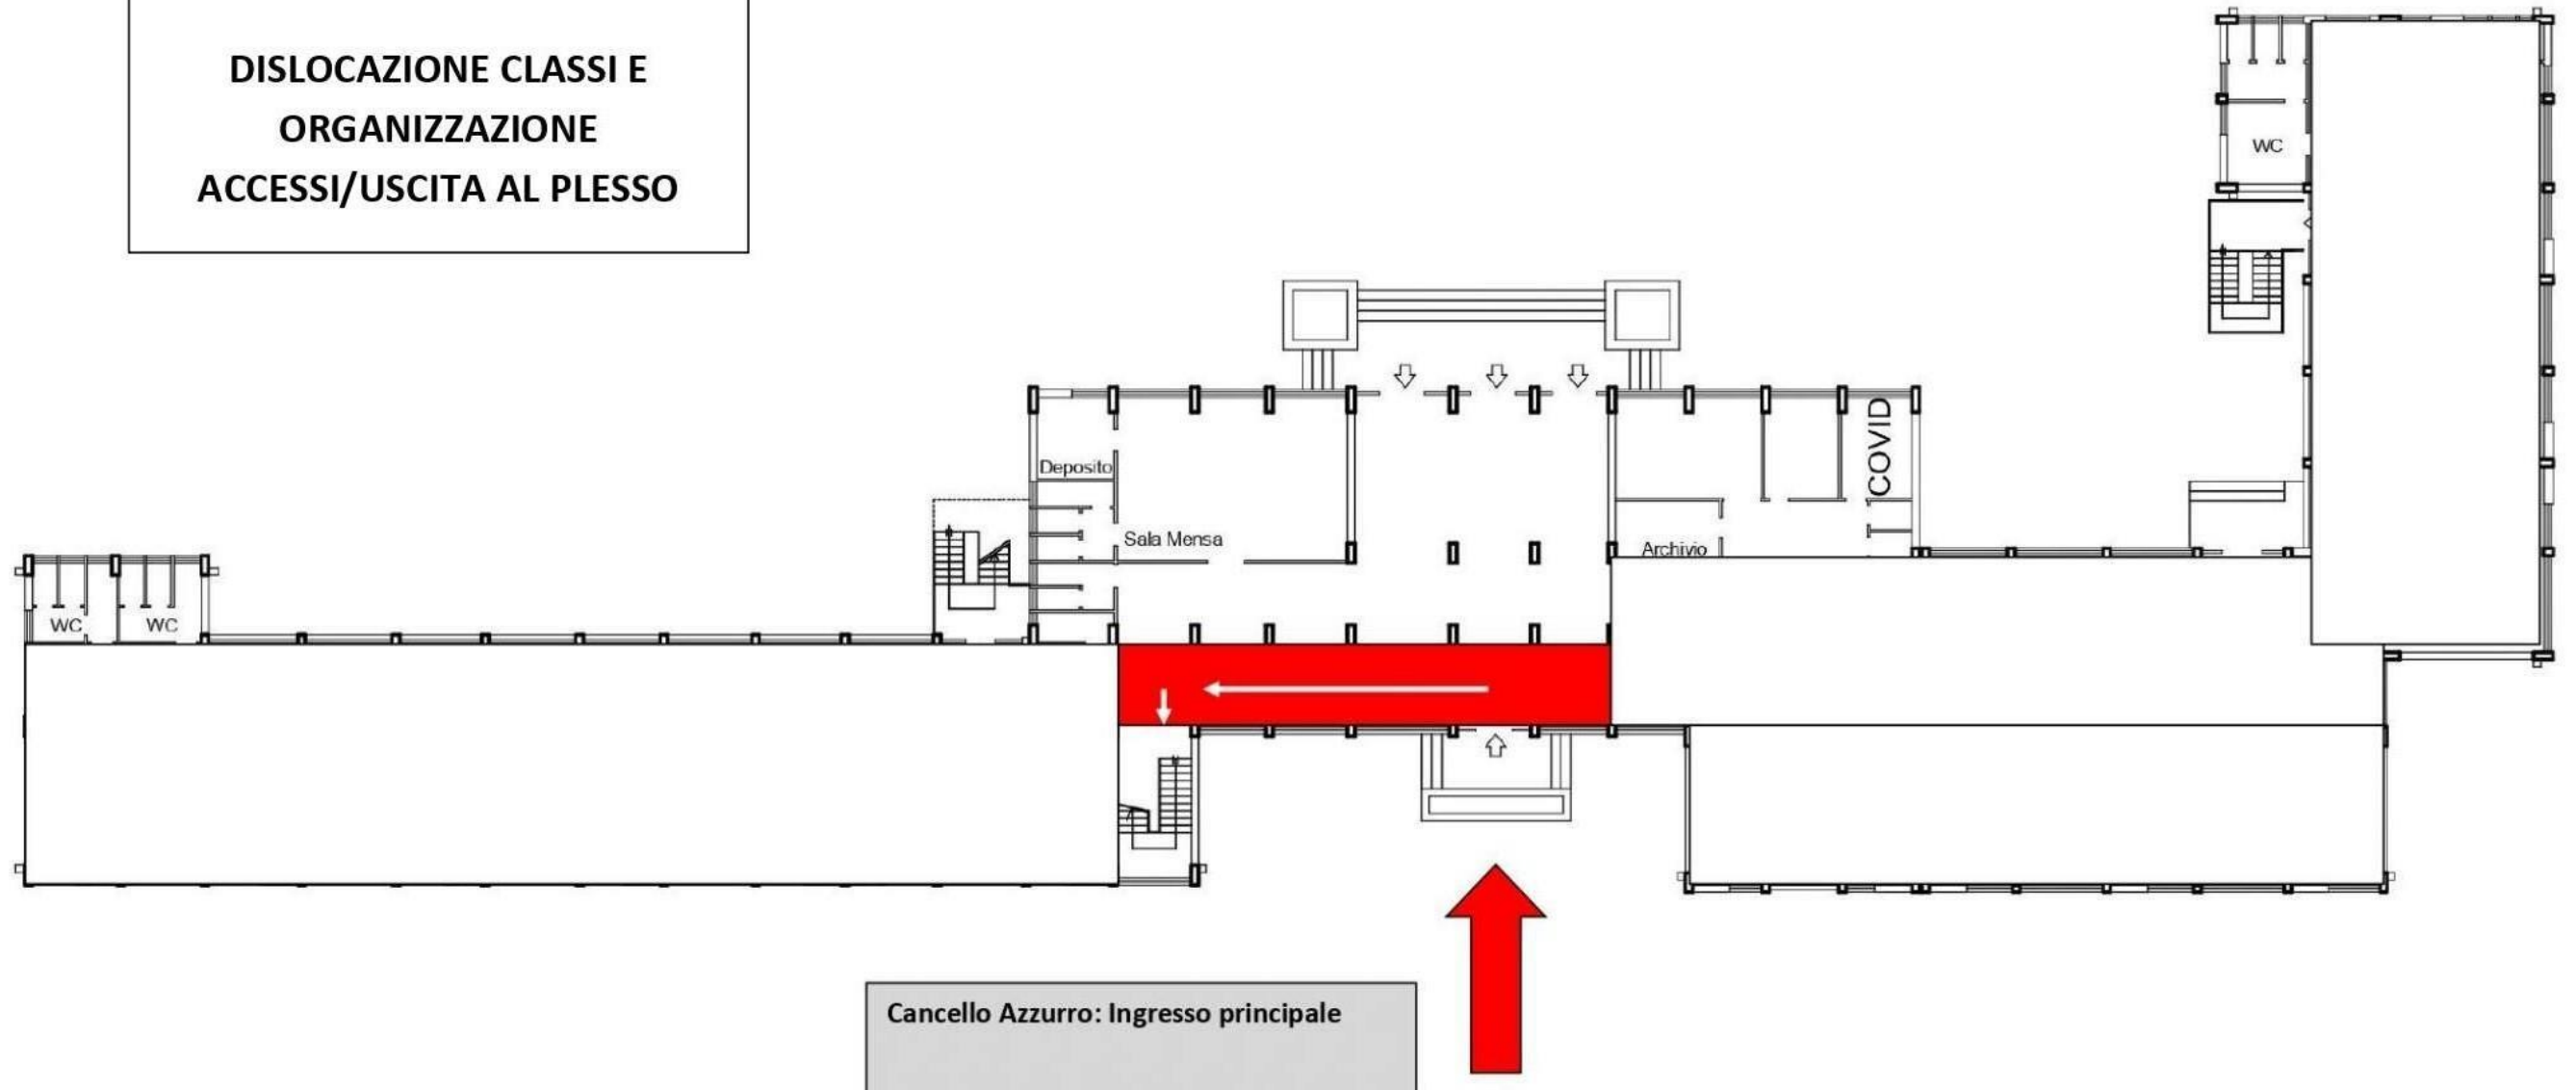 DISLOCAZIONE CLASSI E
ORGANIZZAZIONE
ACCESSI/USCITA AL PLESSO
WC
COVID
Deposito
Sala Mensa
Archivio
WC
WC
Cancello Azzurro: Ingresso principale